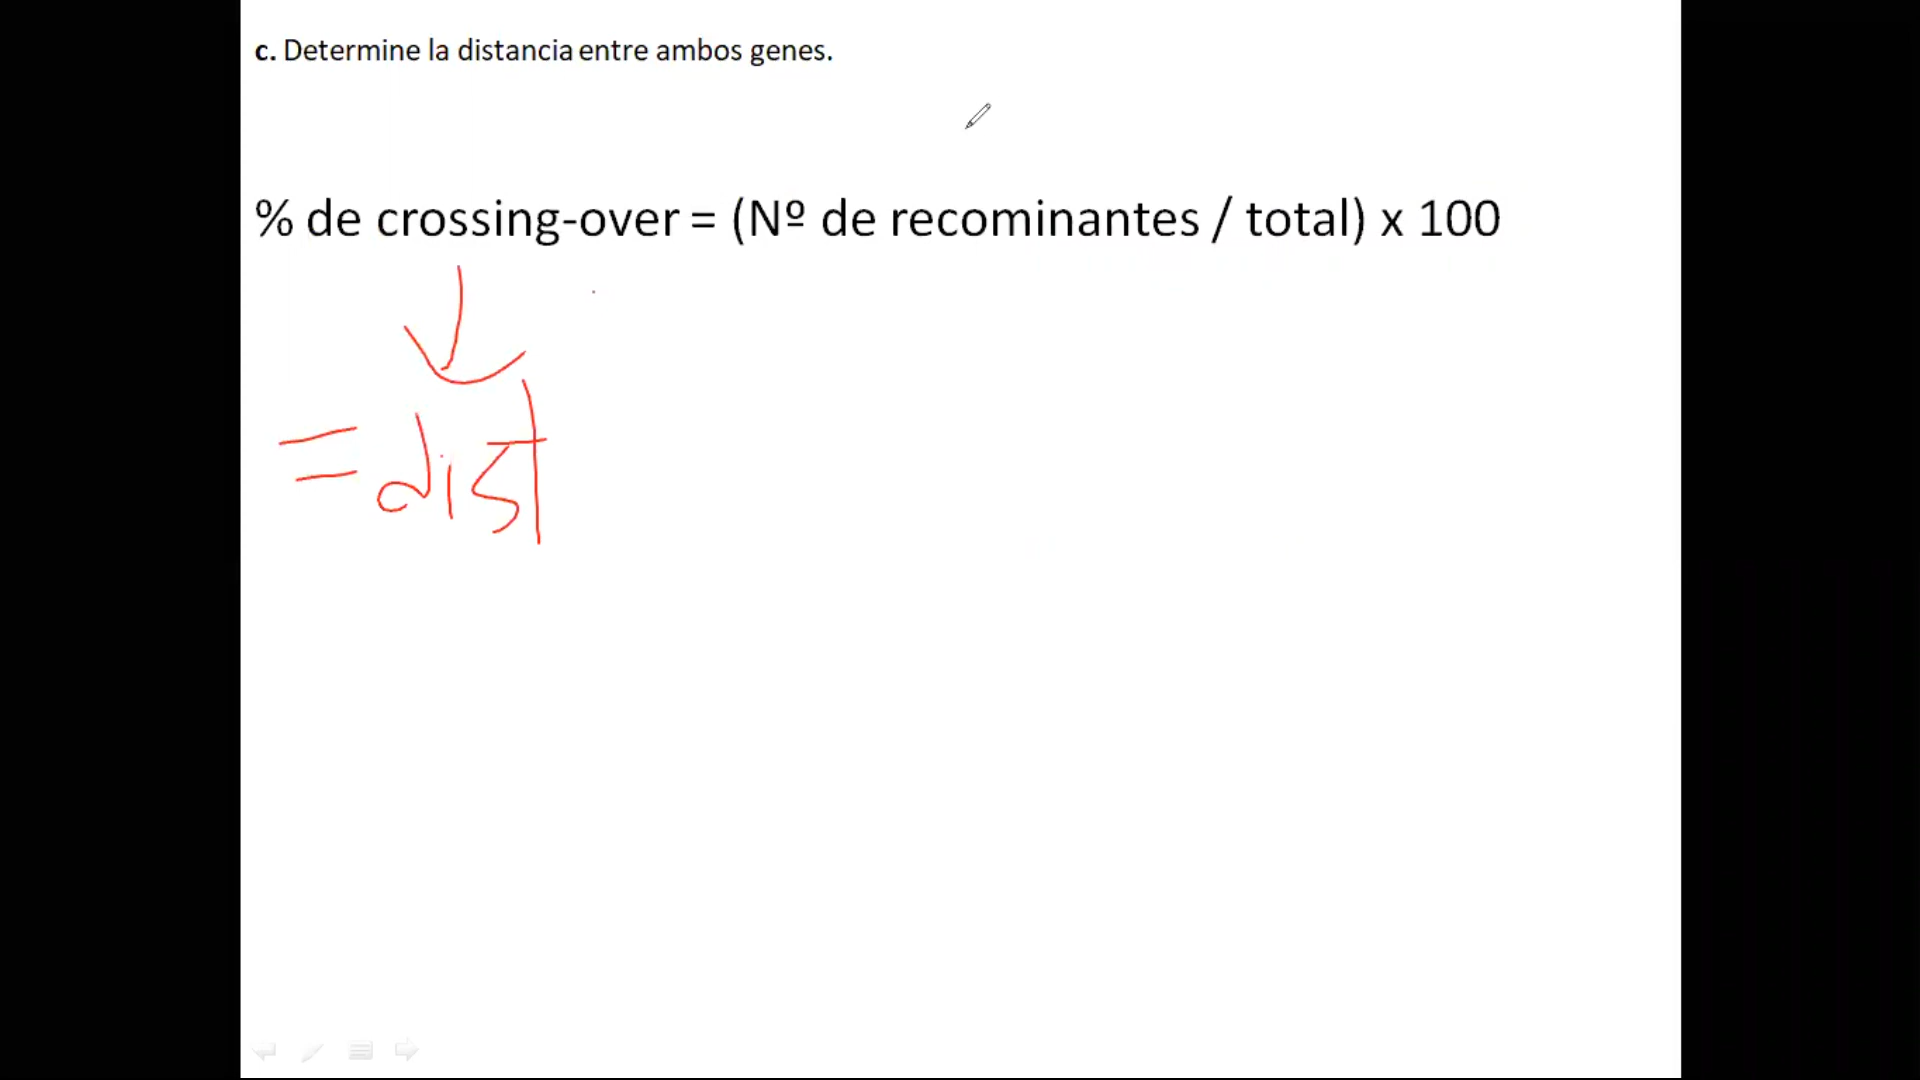 c. Determine la distancia entre ambos genes.
% de crossing-over = (Nº de recominantes / total) x 100
= dist